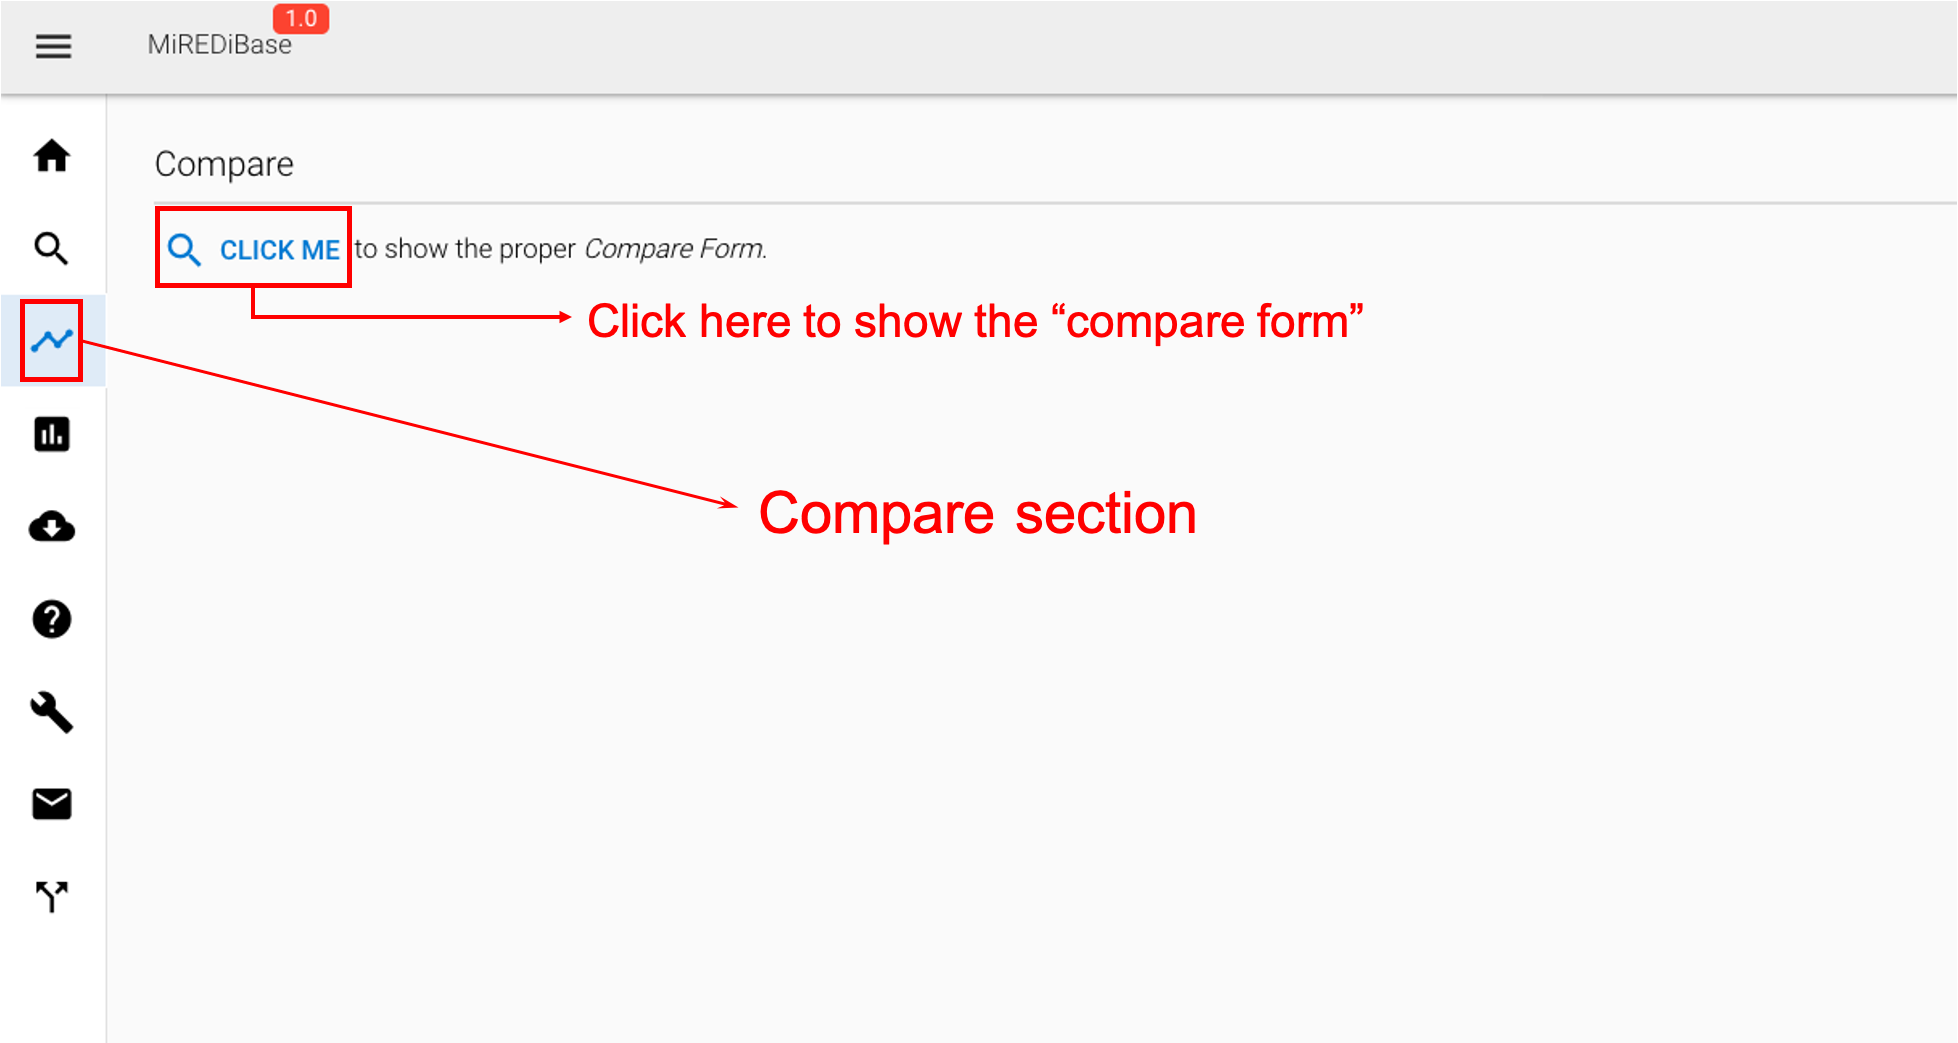 1.0
MiREDiBase
Compare
CLICK ME to show the proper Compare Form.
Click here to show the “compare form”
Compare section